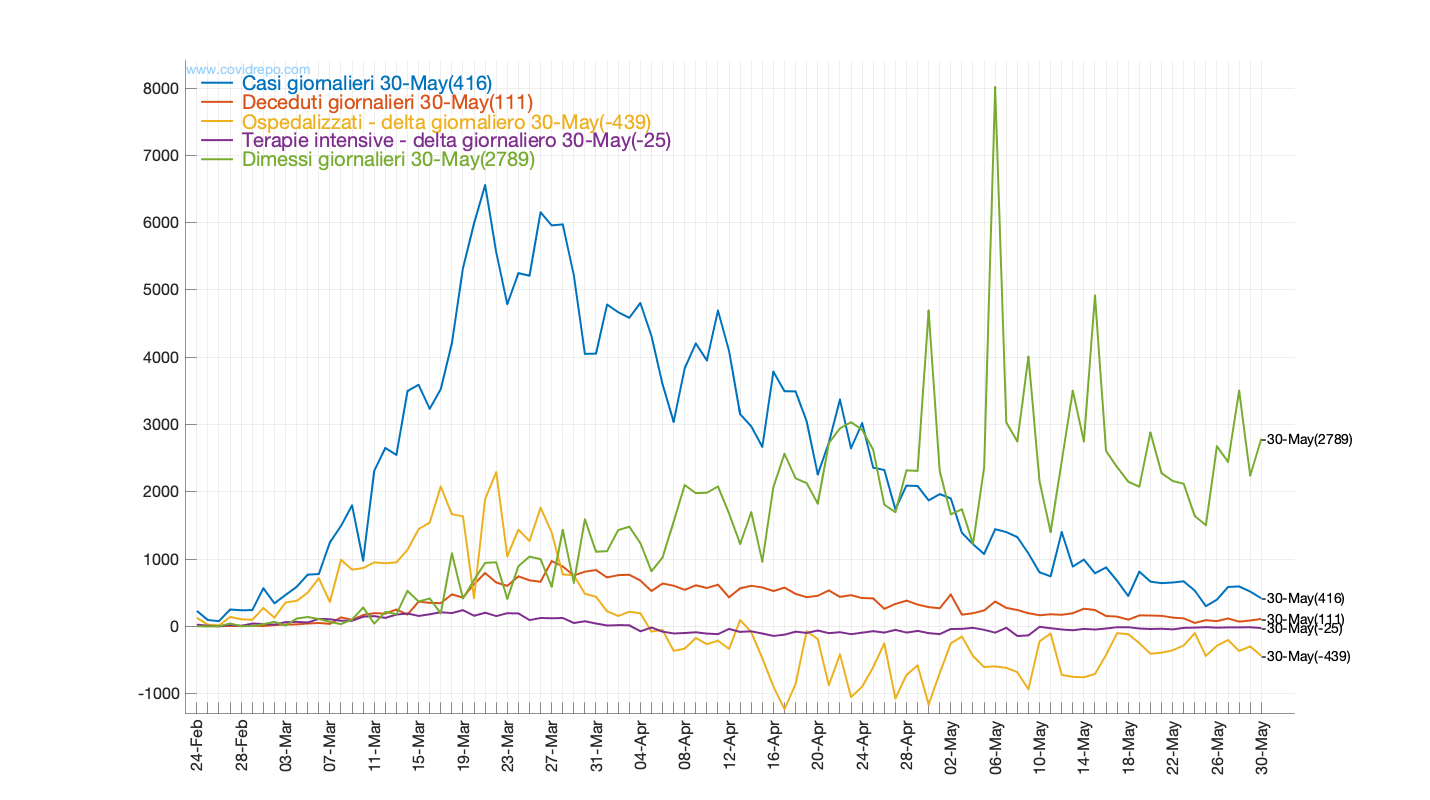 www.covidrepo.com
Casi giornalieri 30-May(416)
Deceduti giornalieri 30-May(111)
Ospedalizzati - delta giornaliero 30-May(-439)
Terapie intensive - delta giornaliero 30-May(-25)
Dimessi giornalieri 30-May(2789)
8000
7000
6000
5000
4000
3000
2000
1000
0
-1000
30-May(2789)
30-May(416)
30-May(111)
30-May(-25)
30-May(-439)
24-Feb
28-Feb
03-Mar
07-Mar
11-Mar
15-Mar
19-Mar
23-Mar
27-Mar
31-Mar
04-Apr
08-Apr
12-Apr
16-Apr
20-Apr
24-Apr
28-Apr
02-May
06-May
10-May
14-May
18-May
22-May
26-May
30-May